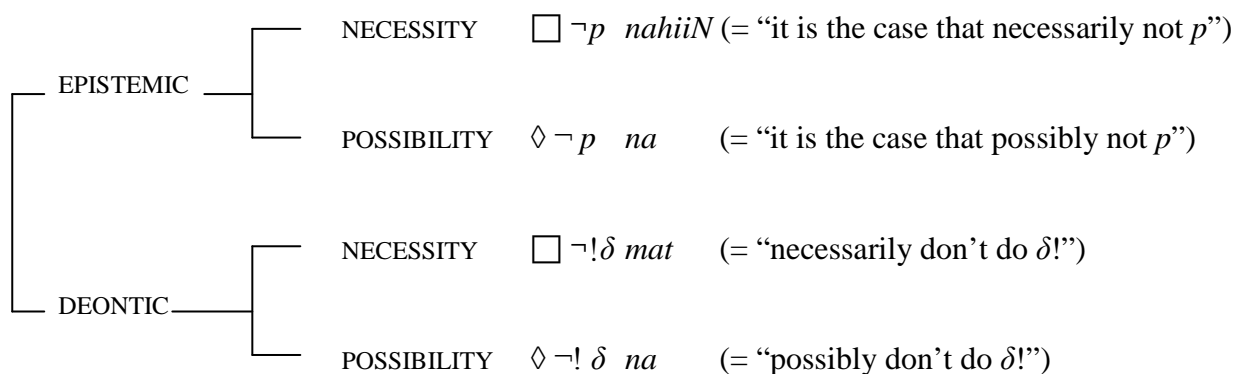 NECESSITY □ ¬p nahiiN (= “it is the case that necessarily not p”)
EPISTEMIC
POSSIBILITY ◊ ¬ p na (= “it is the case that possibly not p”)
NECESSITY □ ¬!δ mat (= “necessarily don’t do δ!”)
DEONTIC
POSSIBILITY ◊ ¬! δ na (= “possibly don’t do δ!”)